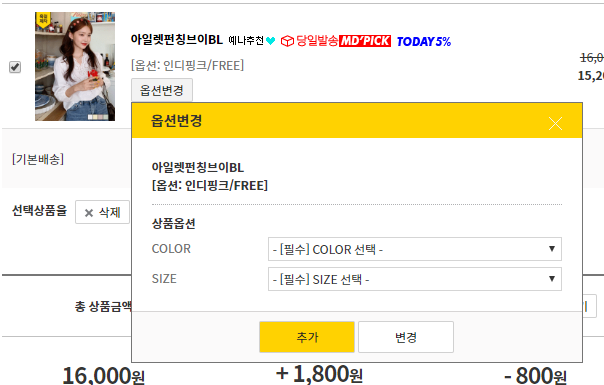 아일렛펀칭브이BL 예나추천 당일발송 MD'PICK TODAY 5%
[옵션: 인디핑크/FREE]
옵션변경
옵션변경
아일렛펀칭브이BL
[옵션: 인디핑크/FREE]
상품옵션
COLOR - [필수] COLOR 선택 -
SIZE - [필수] SIZE 선택 -
추가 변경
[기본배송]
선택상품을 삭제
총 상품금액
16,000원 + 1,800원 - 800원